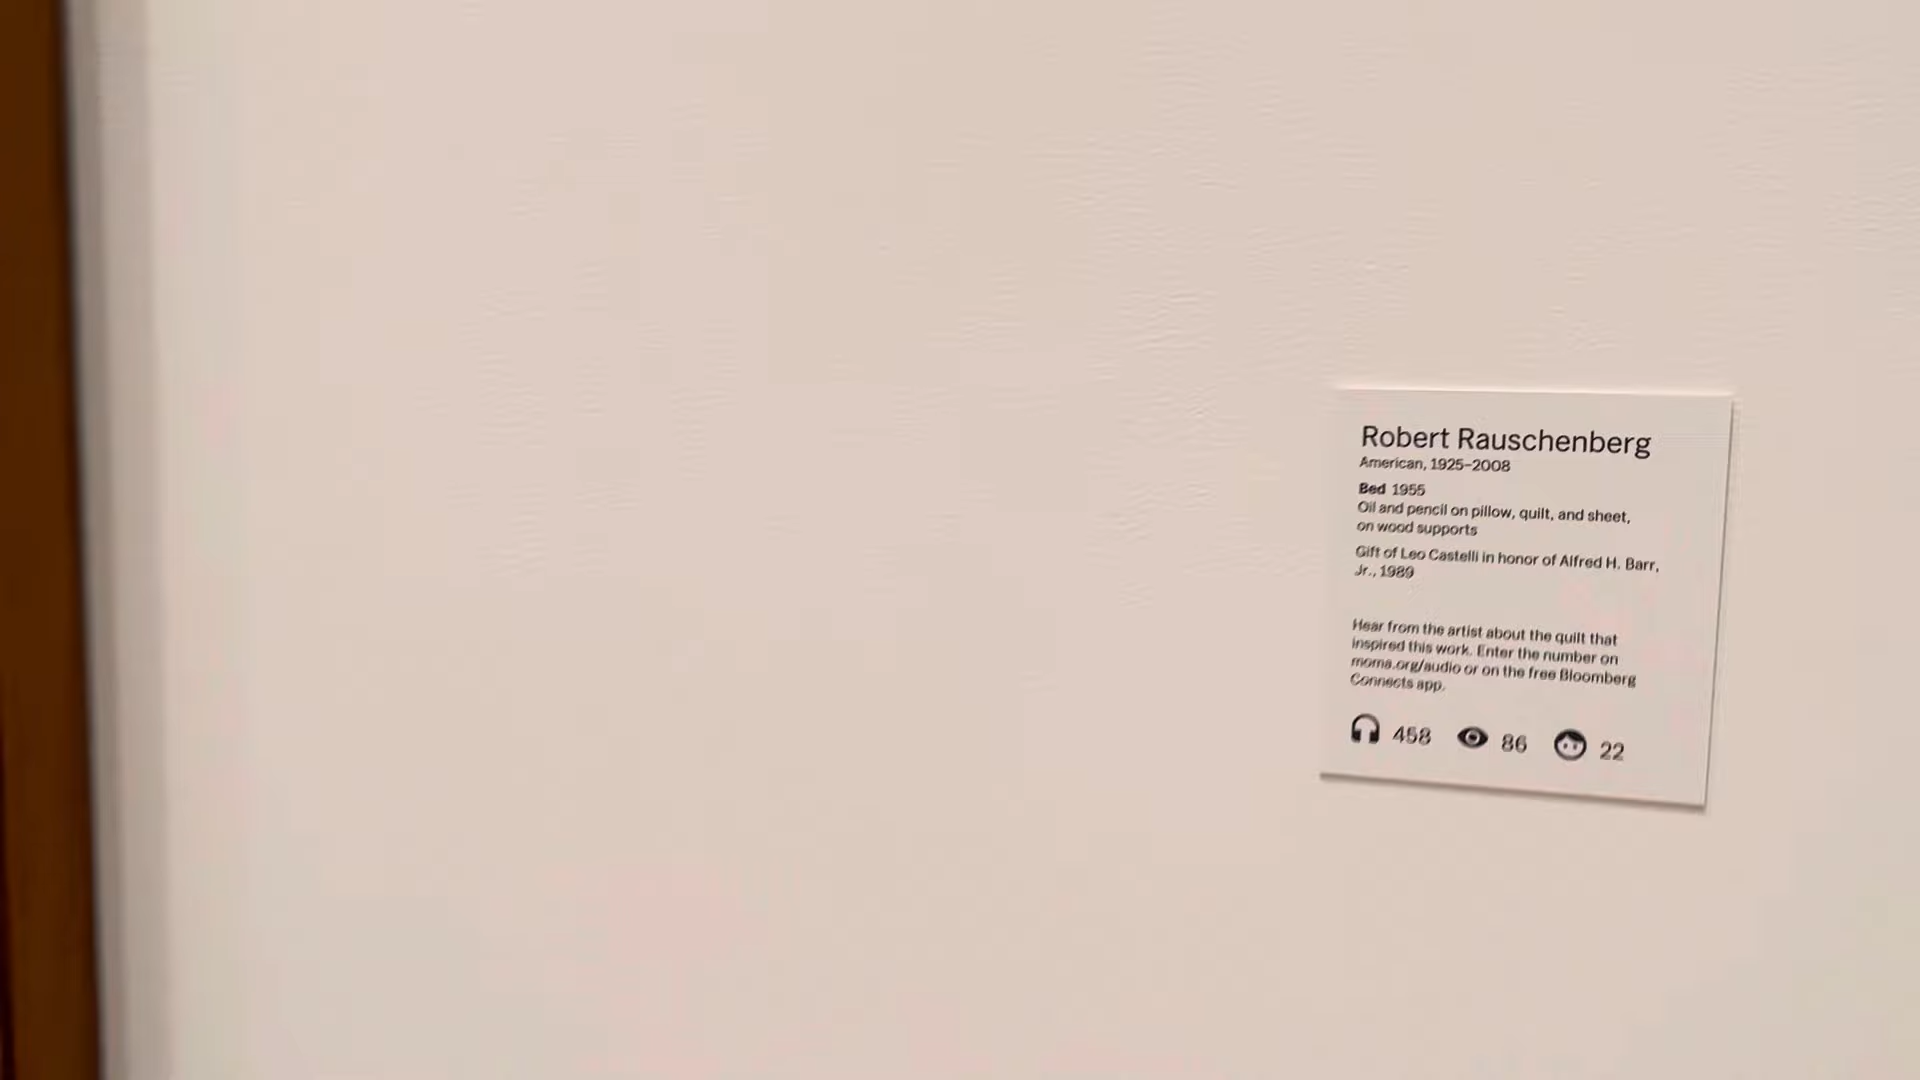 Robert Rauschenberg
American, 1925–2008
Bed 1955
Oil and pencil on pillow, quilt, and sheet,
on wood supports
Gift of Leo Castelli in honor of Alfred H. Barr,
Jr., 1989
Hear from the artist about the quilt that
inspired this work. Enter the number on
moma.org/audio or on the free Bloomberg
Connects app.
458 86 22